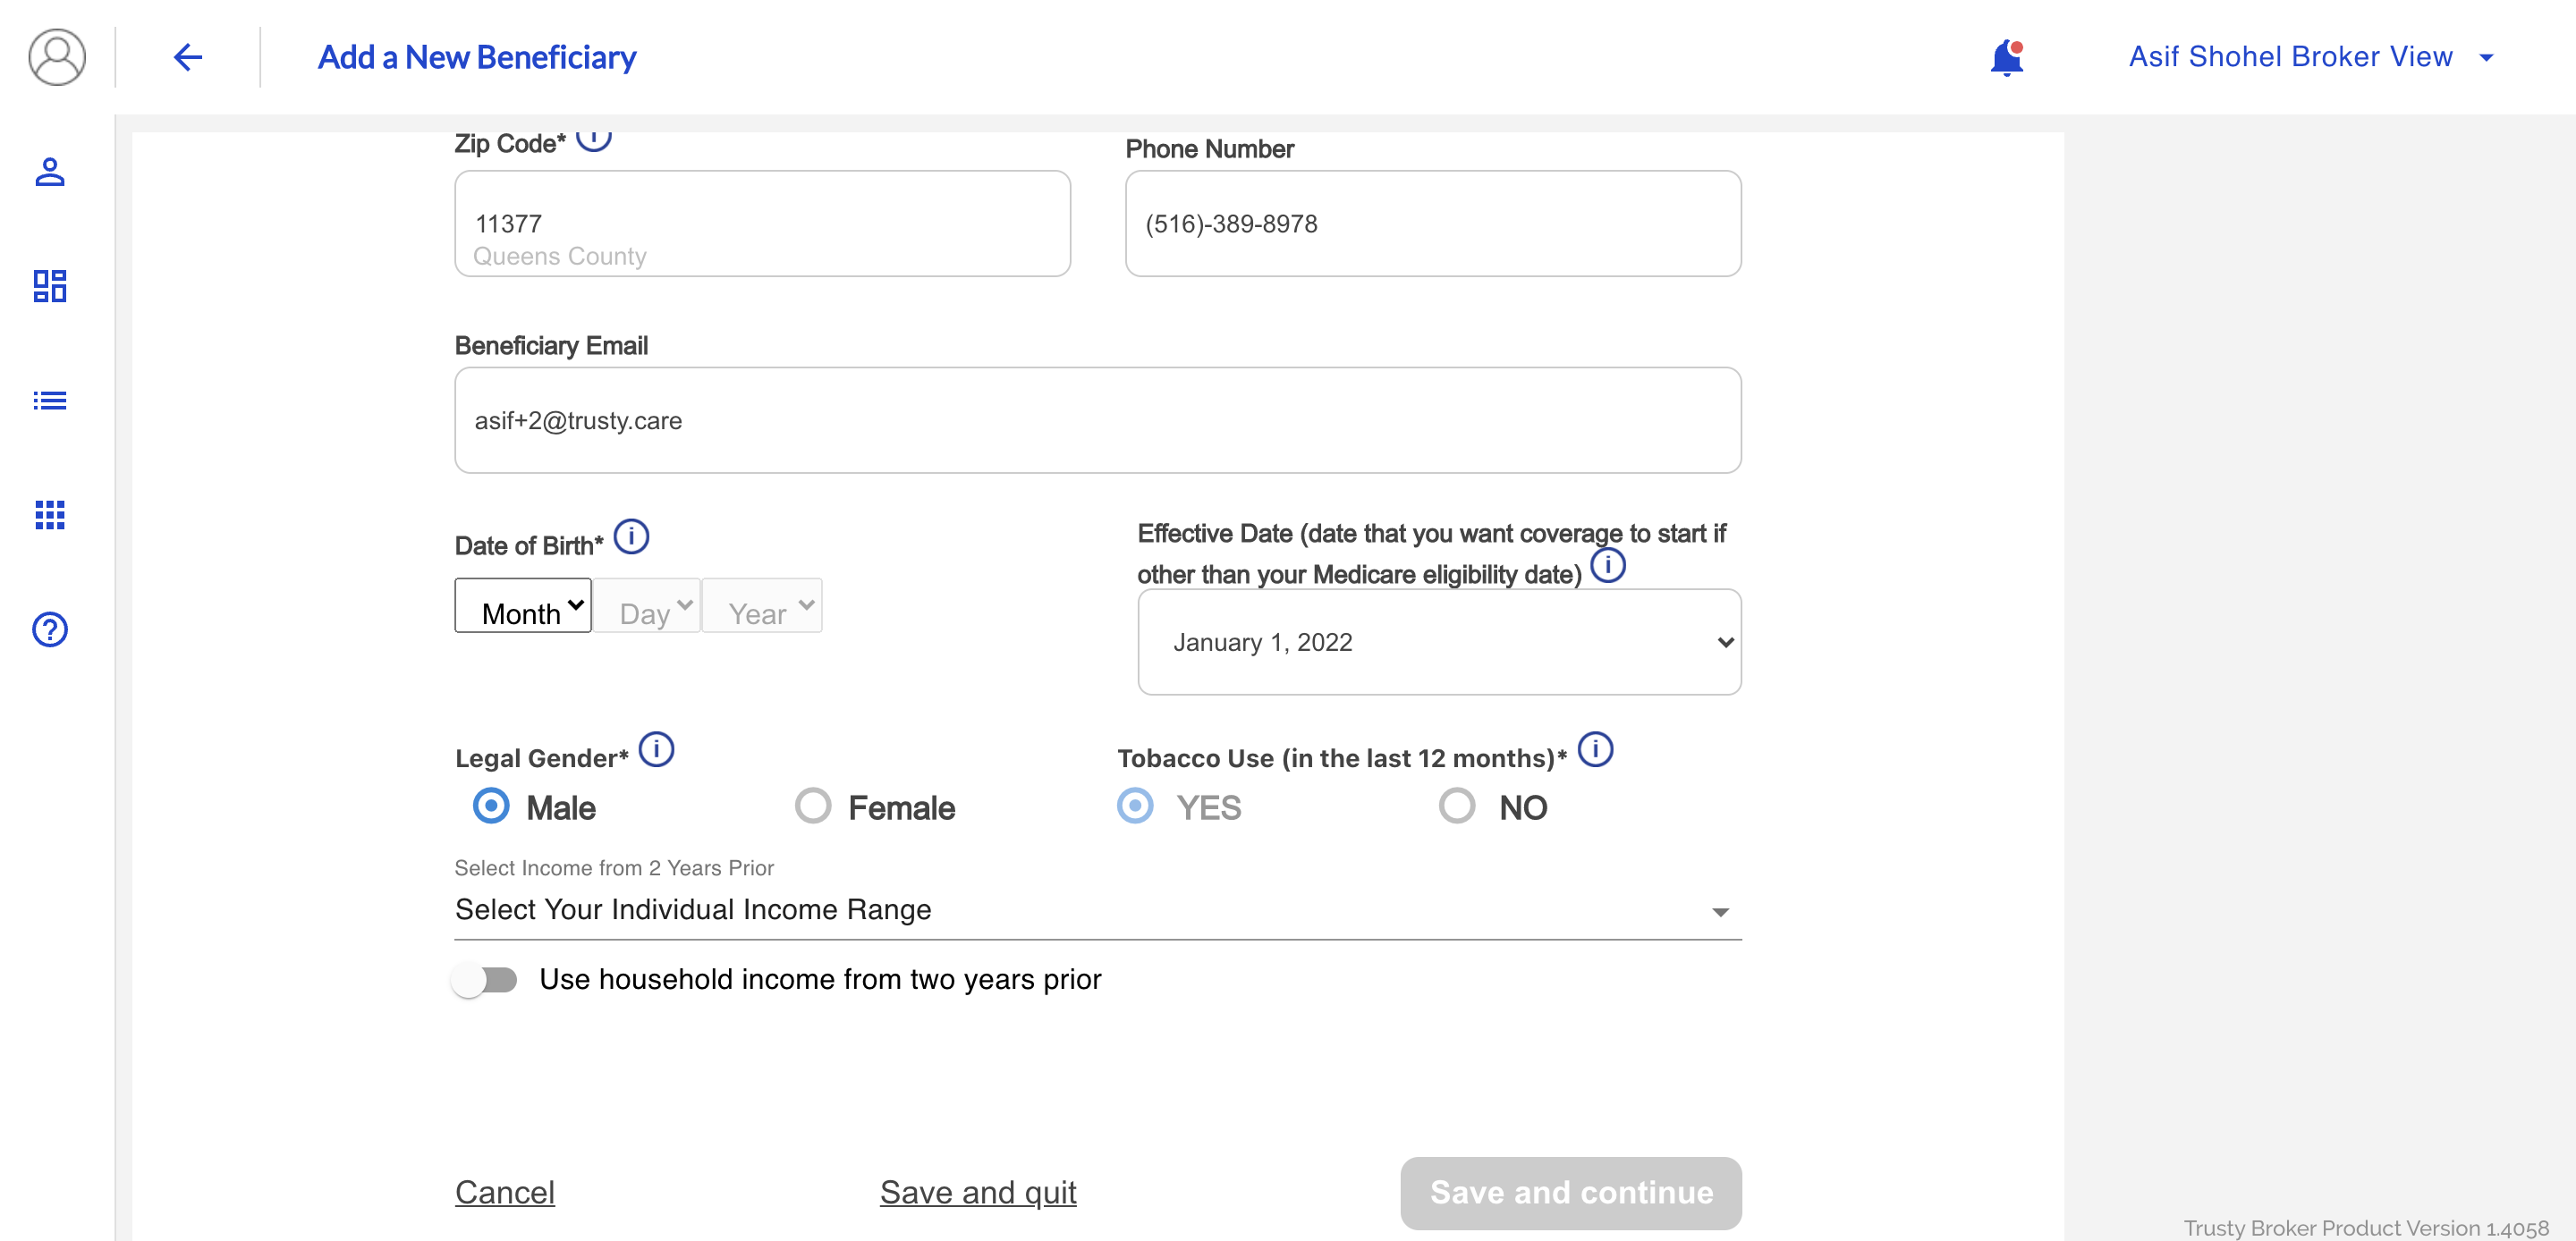 Add a New Beneficiary
Asif Shohel Broker View
Zip Code*
Phone Number
11377
Queens County
(516)-389-8978
Beneficiary Email
asif+2@trusty.care
Date of Birth*
Month Day Year
Effective Date (date that you want coverage to start if
other than your Medicare eligibility date)
January 1, 2022
Legal Gender*
Male Female
Tobacco Use (in the last 12 months)*
YES NO
Select Income from 2 Years Prior
Select Your Individual Income Range
Use household income from two years prior
Cancel Save and quit Save and continue
Trusty Broker Product Version 1.4058